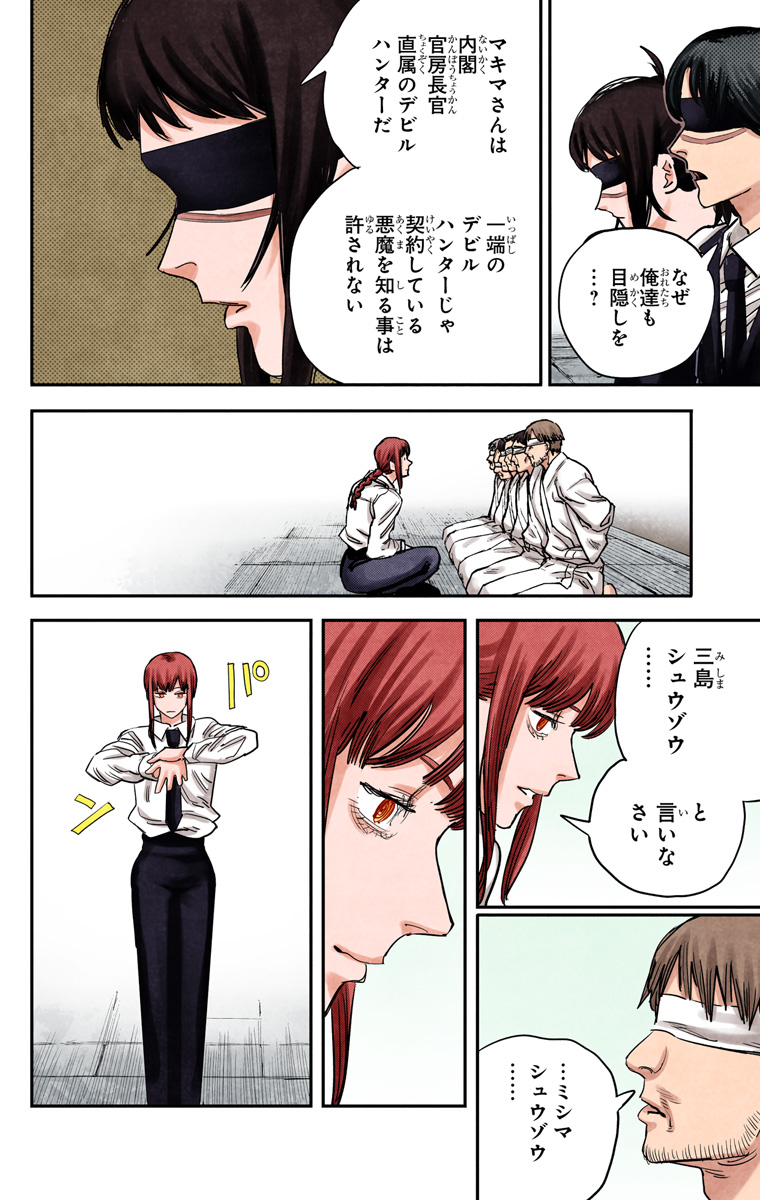 なぜ
俺達も
目隠しを
…?
マキマさんは
内閣
官房長官
直属のデビル
ハンターだ
一端の
デビル
ハンターじゃ
契約している
悪魔を知る事は
許されない
三島
シュウゾウ
……
と
言いな
さい
…ミシマ
シュウゾウ
……
パン